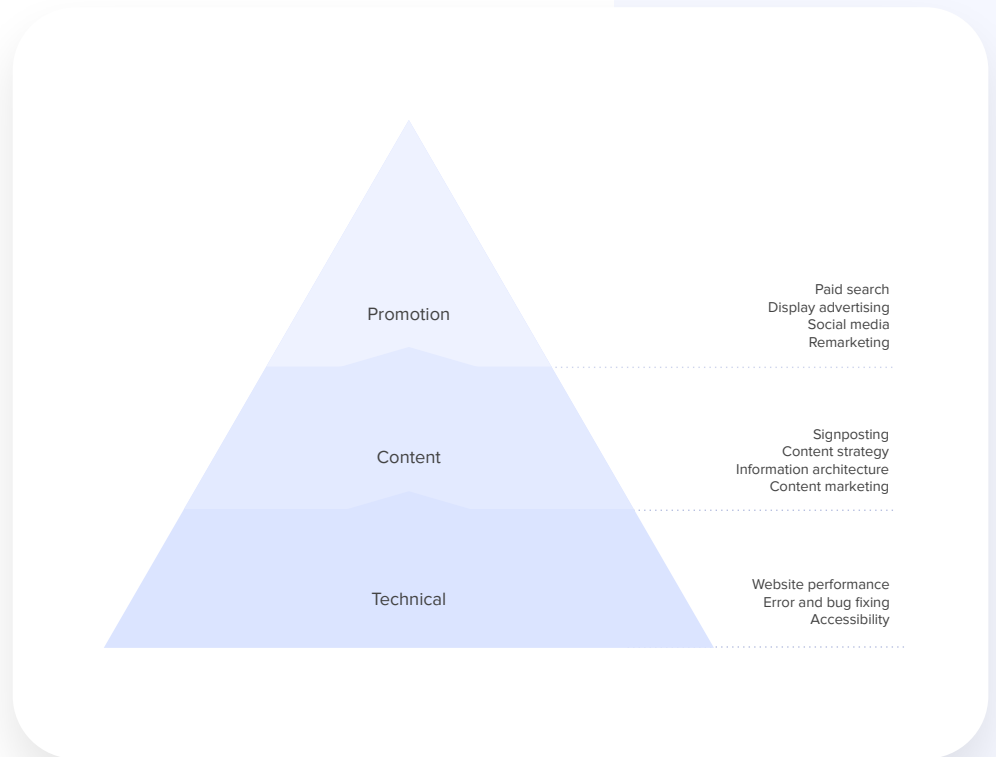 Promotion
Paid search
Display advertising
Social media
Remarketing
Content
Signposting
Content strategy
Information architecture
Content marketing
Technical
Website performance
Error and bug fixing
Accessibility